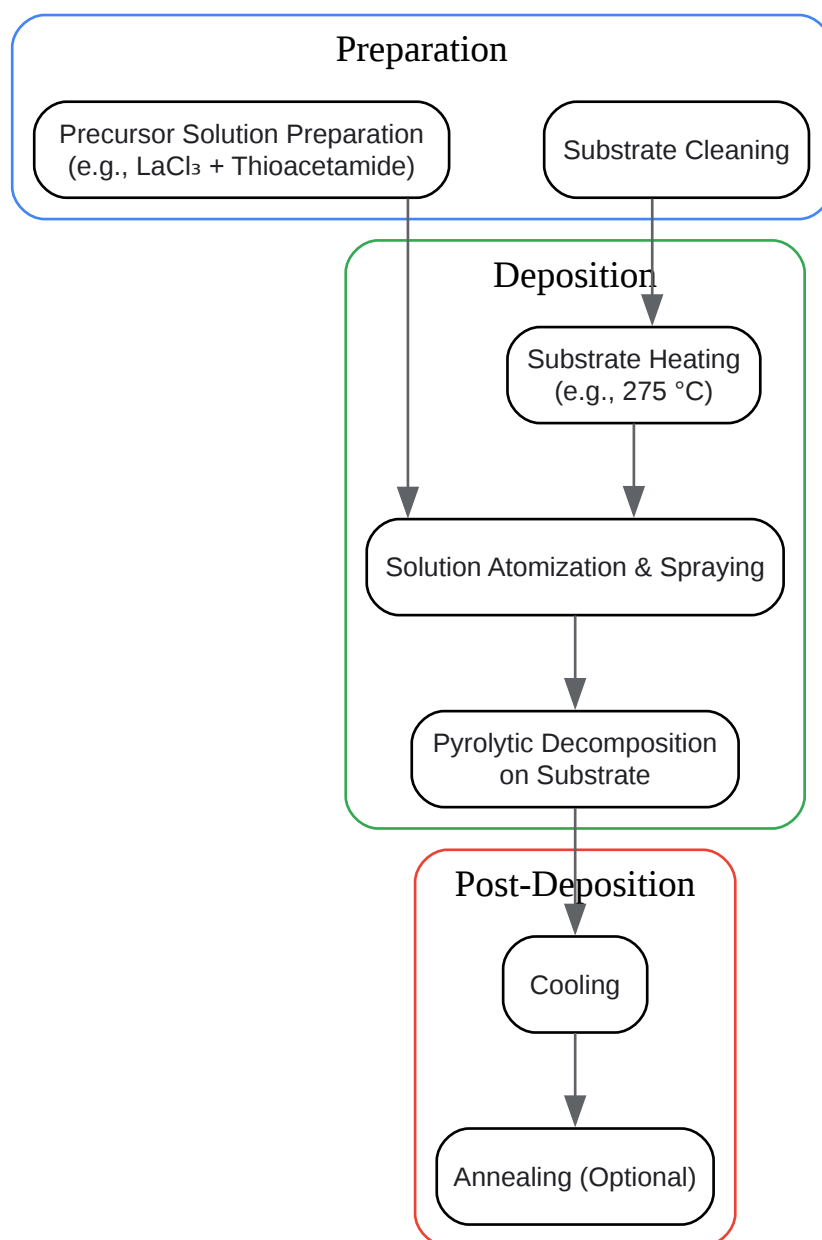 Preparation
Precursor Solution Preparation
(e.g., LaCl₃ + Thioacetamide)
Substrate Cleaning
Deposition
Substrate Heating
(e.g., 275 °C)
Solution Atomization & Spraying
Pyrolytic Decomposition
on Substrate
Post-Deposition
Cooling
Annealing (Optional)